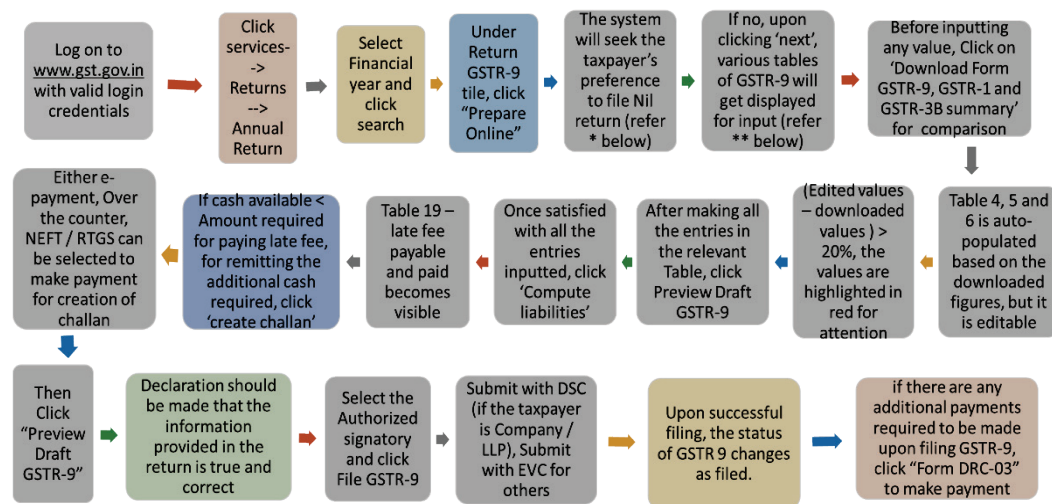 Log on to
www.gst.gov.in
with valid login
credentials
Click
services-
->
Returns
-->
Annual
Return
Select
Financial
year and
click
search
Under
Return
GSTR-9
tile, click
“Prepare
Online”
The system
will seek the
taxpayer’s
preference
to file Nil
return (refer
* below)
If no, upon
clicking ‘next’,
various tables
of GSTR-9 will
get displayed
for input (refer
** below)
Before inputting
any value, Click on
‘Download Form
GSTR-9, GSTR-1 and
GSTR-3B summary’
for comparison
Table 4, 5 and
6 is auto-
populated
based on the
downloaded
figures, but it
is editable
(Edited values
– downloaded
values ) >
20%, the
values are
highlighted in
red for
attention
After making all
the entries in
the relevant
Table, click
Preview Draft
GSTR-9
Once satisfied
with all the
entries
inputted, click
‘Compute
liabilities’
Table 19 –
late fee
payable
and paid
becomes
visible
If cash available <
Amount required
for paying late fee,
for remitting the
additional cash
required, click
‘create challan’
Either e-
payment, Over
the counter,
NEFT / RTGS can
be selected to
make payment
for creation of
challan
Then
Click
“Preview
Draft
GSTR-9”
Declaration should
be made that the
information
provided in the
return is true and
correct
Select the
Authorized
signatory
and click
File GSTR-9
Submit with DSC
(if the taxpayer
is Company /
LLP), Submit
with EVC for
others
Upon successful
filing, the status
of GSTR 9 changes
as filed.
if there are any
additional payments
required to be made
upon filing GSTR-9,
click “Form DRC-03”
to make payment